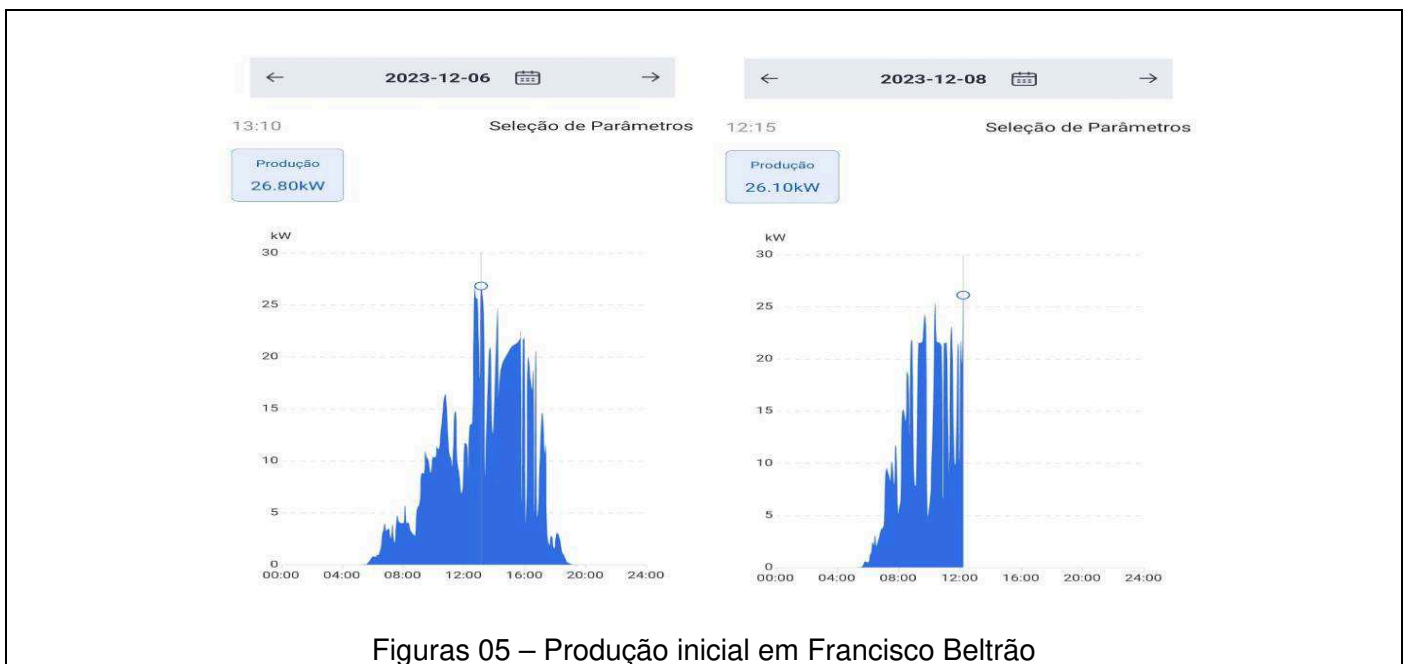 2023-12-06
13:10 Seleção de Parâmetros
Produção
26.80kW
kW
30
25
20
15
10
5
0
00:00 04:00 08:00 12:00 16:00 20:00 24:00
2023-12-08
12:15 Seleção de Parâmetros
Produção
26.10kW
kW
30
25
20
15
10
5
0
00:00 04:00 08:00 12:00 16:00 20:00 24:00
Figuras 05 – Produção inicial em Francisco Beltrão